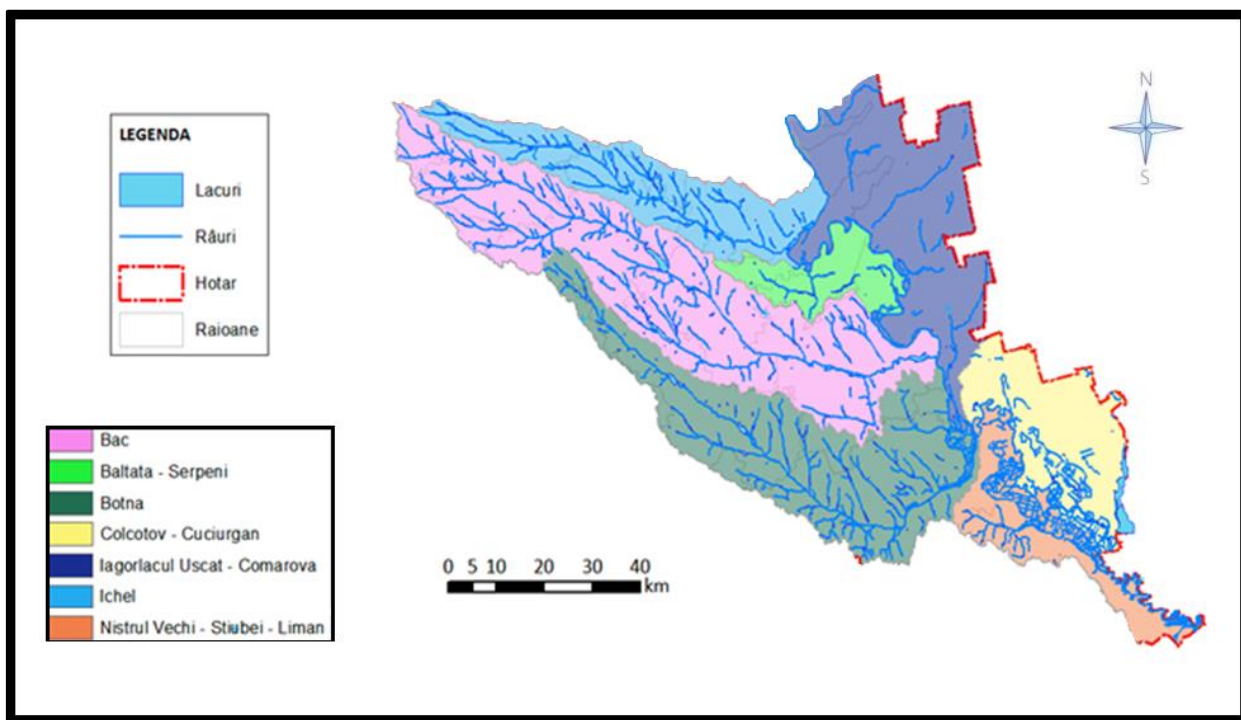 N
S
LEGENDA
Lacuri
Râuri
Hotar
Raioane
Bac
Baltata - Serpeni
Botna
Colcotov - Cuciurgan
Iagorlacul Uscat - Comarova
Ichel
Nistrul Vechi - Stiubei - Liman
0 5 10 20 30 40
km